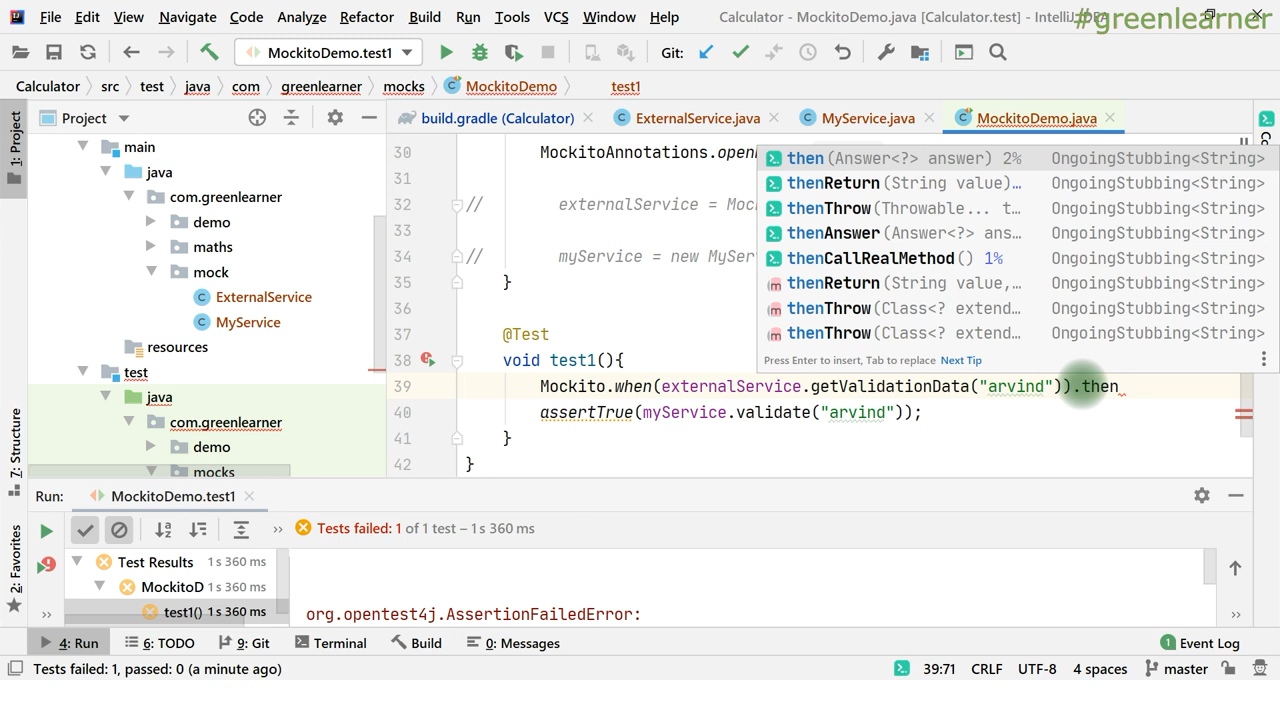 File Edit View Navigate Code Analyze Refactor Build Run Tools VCS Window Help Calculator - MockitoDemo.java [Calculator.test] - IntelliJ IDEA
#greenlearner
MockitoDemo.test1 Git:
Calculator src test java com greenlearner mocks MockitoDemo test1
1: Project
Project
build.gradle (Calculator) ExternalService.java MyService.java MockitoDemo.java
main
java
com.greenlearner
demo
maths
mock
ExternalService
MyService
resources
test
java
com.greenlearner
demo
mocks
30 MockitoAnnotations.open
31
32 // externalService = Moc
33
34 // myService = new MySer
35 }
36
37 @Test
38 void test1(){
39 Mockito.when(externalService.getValidationData("arvind")).then
40 assertTrue(myService.validate("arvind"));
41 }
42 }
then(Answer<?> answer) 2% OngoingStubbing<String>
thenReturn(String value)… OngoingStubbing<String>
thenThrow(Throwable... t… OngoingStubbing<String>
thenAnswer(Answer<?> ans… OngoingStubbing<String>
thenCallRealMethod() 1% OngoingStubbing<String>
thenReturn(String value,… OngoingStubbing<String>
thenThrow(Class<? extend… OngoingStubbing<String>
thenThrow(Class<? extend… OngoingStubbing<String>
Press Enter to insert, Tab to replace Next Tip
7: Structure
2: Favorites
Run: MockitoDemo.test1
Tests failed: 1 of 1 test – 1 s 360 ms
Test Results 1 s 360 ms
MockitoD 1 s 360 ms
test1() 1 s 360 ms
org.opentest4j.AssertionFailedError:
4: Run 6: TODO 9: Git Terminal Build 0: Messages 1 Event Log
Tests failed: 1, passed: 0 (a minute ago) 39:71 CRLF UTF-8 4 spaces master